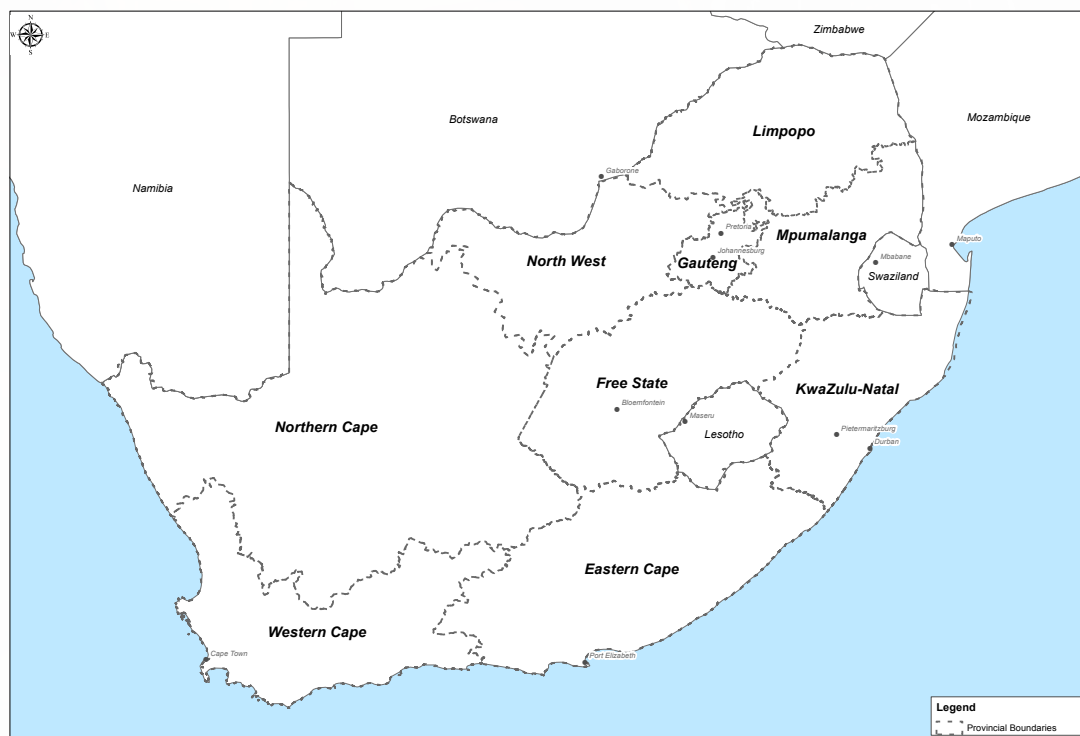 N
W E
S
Zimbabwe
Botswana
Limpopo
Mozambique
Gaborone
Namibia
Pretoria
Mpumalanga
Maputo
Johannesburg
North West
Gauteng
Mbabane
Swaziland
Free State
KwaZulu-Natal
Bloemfontein
Maseru
Northern Cape
Lesotho
Pietermaritzburg
Durban
Eastern Cape
Western Cape
Cape Town
Port Elizabeth
Legend
Provincial Boundaries